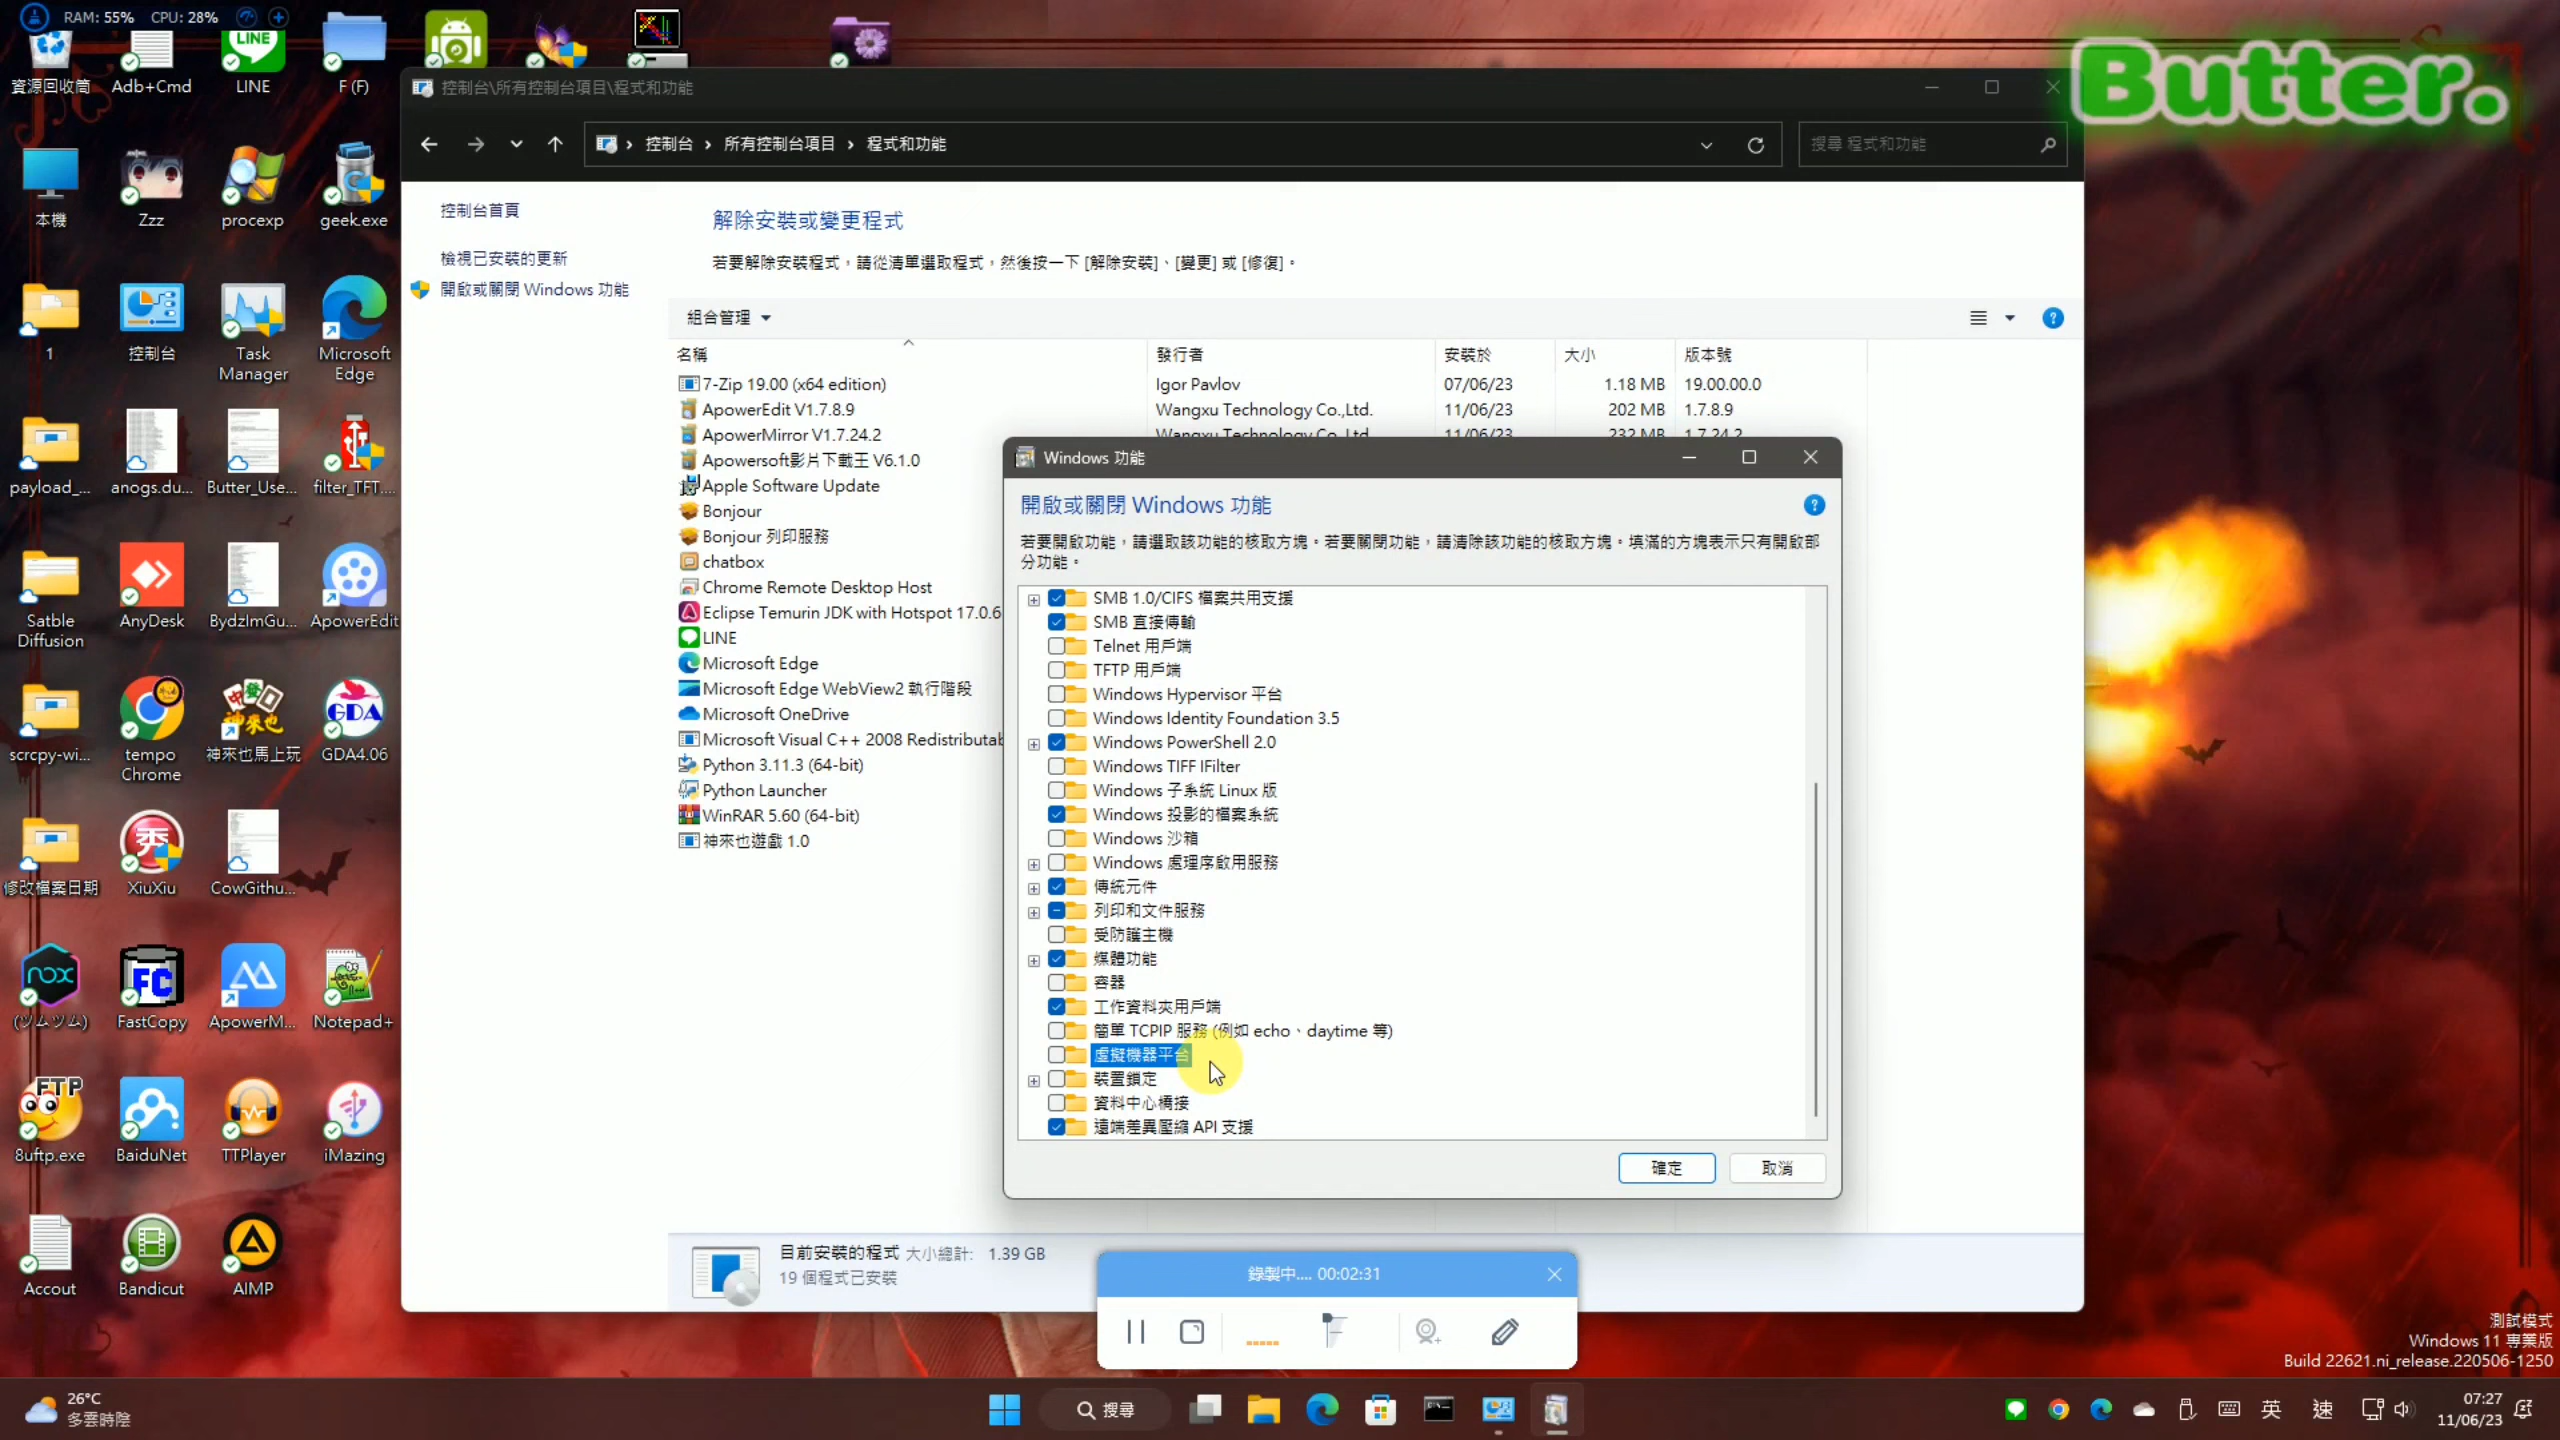 RAM: 55% CPU: 28%
Butter.
資源回收筒
Adb+Cmd
LINE
F (F)
本機
Zzz
procexp
geek.exe
1
控制台
Task Manager
Microsoft Edge
payload_...
anogs.du...
Butter_Use...
filter_TFT....
Satble Diffusion
AnyDesk
BydzImGu...
ApowerEdit
scrcpy-wi...
tempo Chrome
神來也馬上玩
GDA4.06
修改檔案日期
XiuXiu
CowGithu...
(ツムツム)
FastCopy
ApowerM...
Notepad+
8uftp.exe
BaiduNet
TTPlayer
iMazing
Accout
Bandicut
AIMP
控制台\所有控制台項目\程式和功能
控制台 › 所有控制台項目 › 程式和功能
搜尋 程式和功能
控制台首頁
檢視已安裝的更新
開啟或關閉 Windows 功能
解除安裝或變更程式
若要解除安裝程式，請從清單選取程式，然後按一下 [解除安裝]、[變更] 或 [修復]。
組合管理
名稱 發行者 安裝於 大小 版本號
7-Zip 19.00 (x64 edition) Igor Pavlov 07/06/23 1.18 MB 19.00.00.0
ApowerEdit V1.7.8.9 Wangxu Technology Co.,Ltd. 11/06/23 202 MB 1.7.8.9
ApowerMirror V1.7.24.2 Wangxu Technology Co.,Ltd. 11/06/23 232 MB 1.7.24.2
Apowersoft影片下載王 V6.1.0
Apple Software Update
Bonjour
Bonjour 列印服務
chatbox
Chrome Remote Desktop Host
Eclipse Temurin JDK with Hotspot 17.0.6
LINE
Microsoft Edge
Microsoft Edge WebView2 執行階段
Microsoft OneDrive
Microsoft Visual C++ 2008 Redistributab
Python 3.11.3 (64-bit)
Python Launcher
WinRAR 5.60 (64-bit)
神來也遊戲 1.0
Windows 功能
開啟或關閉 Windows 功能
若要開啟功能，請選取該功能的核取方塊。若要關閉功能，請清除該功能的核取方塊。填滿的方塊表示只有開啟部
分功能。
SMB 1.0/CIFS 檔案共用支援
SMB 直接傳輸
Telnet 用戶端
TFTP 用戶端
Windows Hypervisor 平台
Windows Identity Foundation 3.5
Windows PowerShell 2.0
Windows TIFF IFilter
Windows 子系統 Linux 版
Windows 投影的檔案系統
Windows 沙箱
Windows 處理序啟用服務
傳統元件
列印和文件服務
受防護主機
媒體功能
容器
工作資料夾用戶端
簡單 TCPIP 服務 (例如 echo、daytime 等)
虛擬機器平台
裝置鎖定
資料中心橋接
遠端差異壓縮 API 支援
確定
取消
目前安裝的程式 大小總計: 1.39 GB
19 個程式已安裝
錄製中.... 00:02:31
測試模式
Windows 11 專業版
Build 22621.ni_release.220506-1250
26°C
多雲時陰
搜尋
英
速
07:27
11/06/23